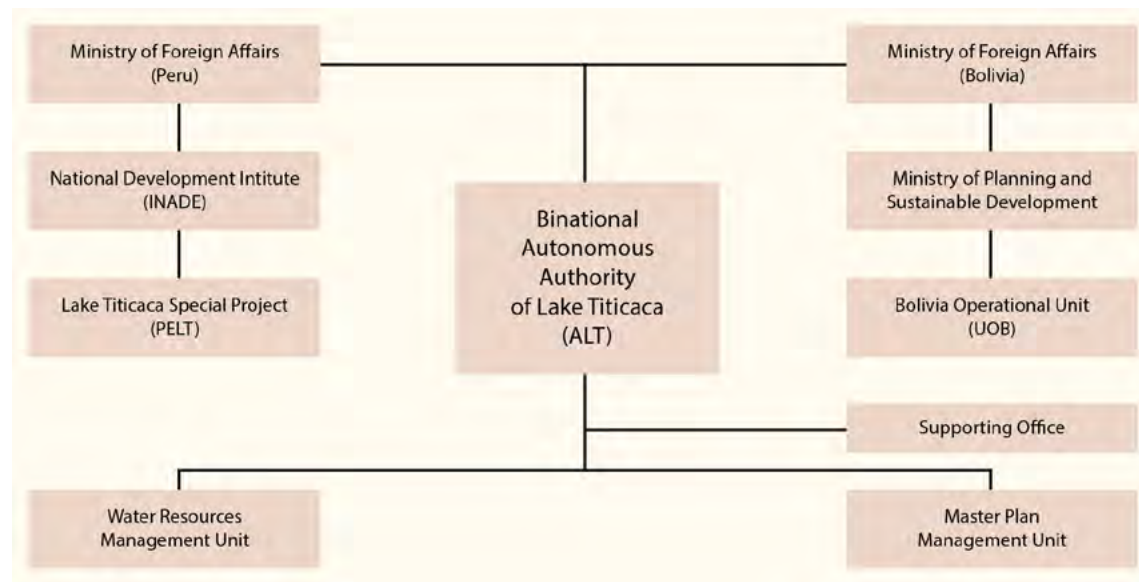 Ministry of Foreign Affairs
(Peru)
Ministry of Foreign Affairs
(Bolivia)
National Development Intitute
(INADE)
Ministry of Planning and
Sustainable Development
Binational
Autonomous
Authority
of Lake Titicaca
(ALT)
Lake Titicaca Special Project
(PELT)
Bolivia Operational Unit
(UOB)
Supporting Office
Water Resources
Management Unit
Master Plan
Management Unit